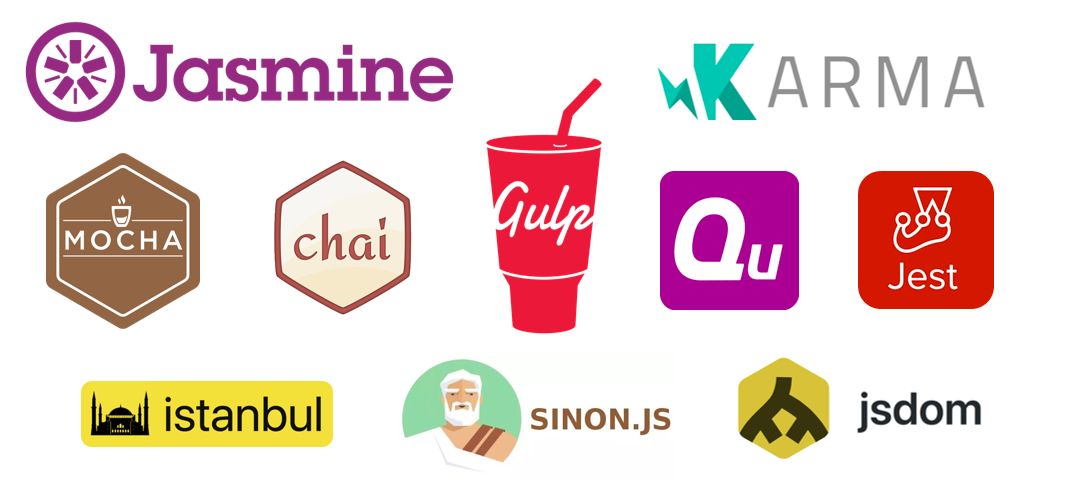 Jasmine
KARMA
MOCHA
chai
Gulp
Qu
Jest
istanbul
SINON.JS
jsdom